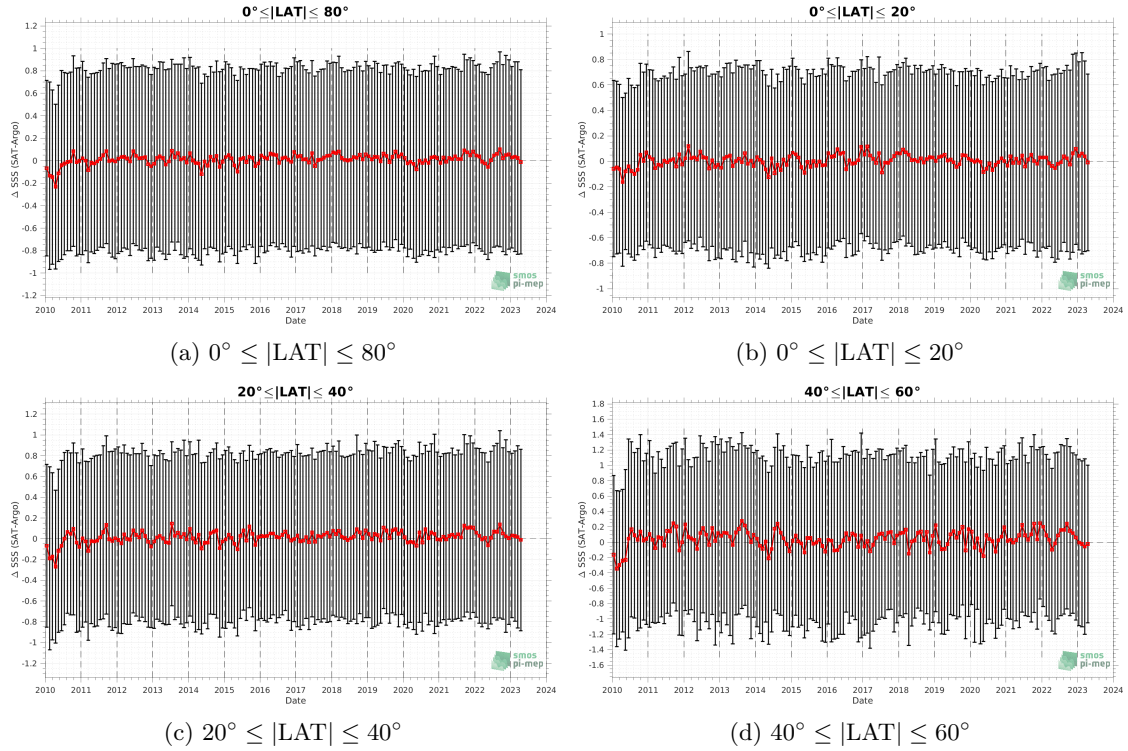 0°≤|LAT|≤ 80°
Δ SSS (SAT-Argo)
1.2
1
0.8
0.6
0.4
0.2
0
-0.2
-0.4
-0.6
-0.8
-1
-1.2
2010 2011 2012 2013 2014 2015 2016 2017 2018 2019 2020 2021 2022 2023 2024
Date
smos
pi-mep
(a) 0° ≤ |LAT| ≤ 80°
0°≤|LAT|≤ 20°
Δ SSS (SAT-Argo)
1
0.8
0.6
0.4
0.2
0
-0.2
-0.4
-0.6
-0.8
-1
2010 2011 2012 2013 2014 2015 2016 2017 2018 2019 2020 2021 2022 2023 2024
Date
smos
pi-mep
(b) 0° ≤ |LAT| ≤ 20°
20°≤|LAT|≤ 40°
Δ SSS (SAT-Argo)
1.2
1
0.8
0.6
0.4
0.2
0
-0.2
-0.4
-0.6
-0.8
-1
-1.2
2010 2011 2012 2013 2014 2015 2016 2017 2018 2019 2020 2021 2022 2023 2024
Date
smos
pi-mep
(c) 20° ≤ |LAT| ≤ 40°
40°≤|LAT|≤ 60°
Δ SSS (SAT-Argo)
1.8
1.6
1.4
1.2
1
0.8
0.6
0.4
0.2
0
-0.2
-0.4
-0.6
-0.8
-1
-1.2
-1.4
-1.6
2010 2011 2012 2013 2014 2015 2016 2017 2018 2019 2020 2021 2022 2023 2024
Date
smos
pi-mep
(d) 40° ≤ |LAT| ≤ 60°